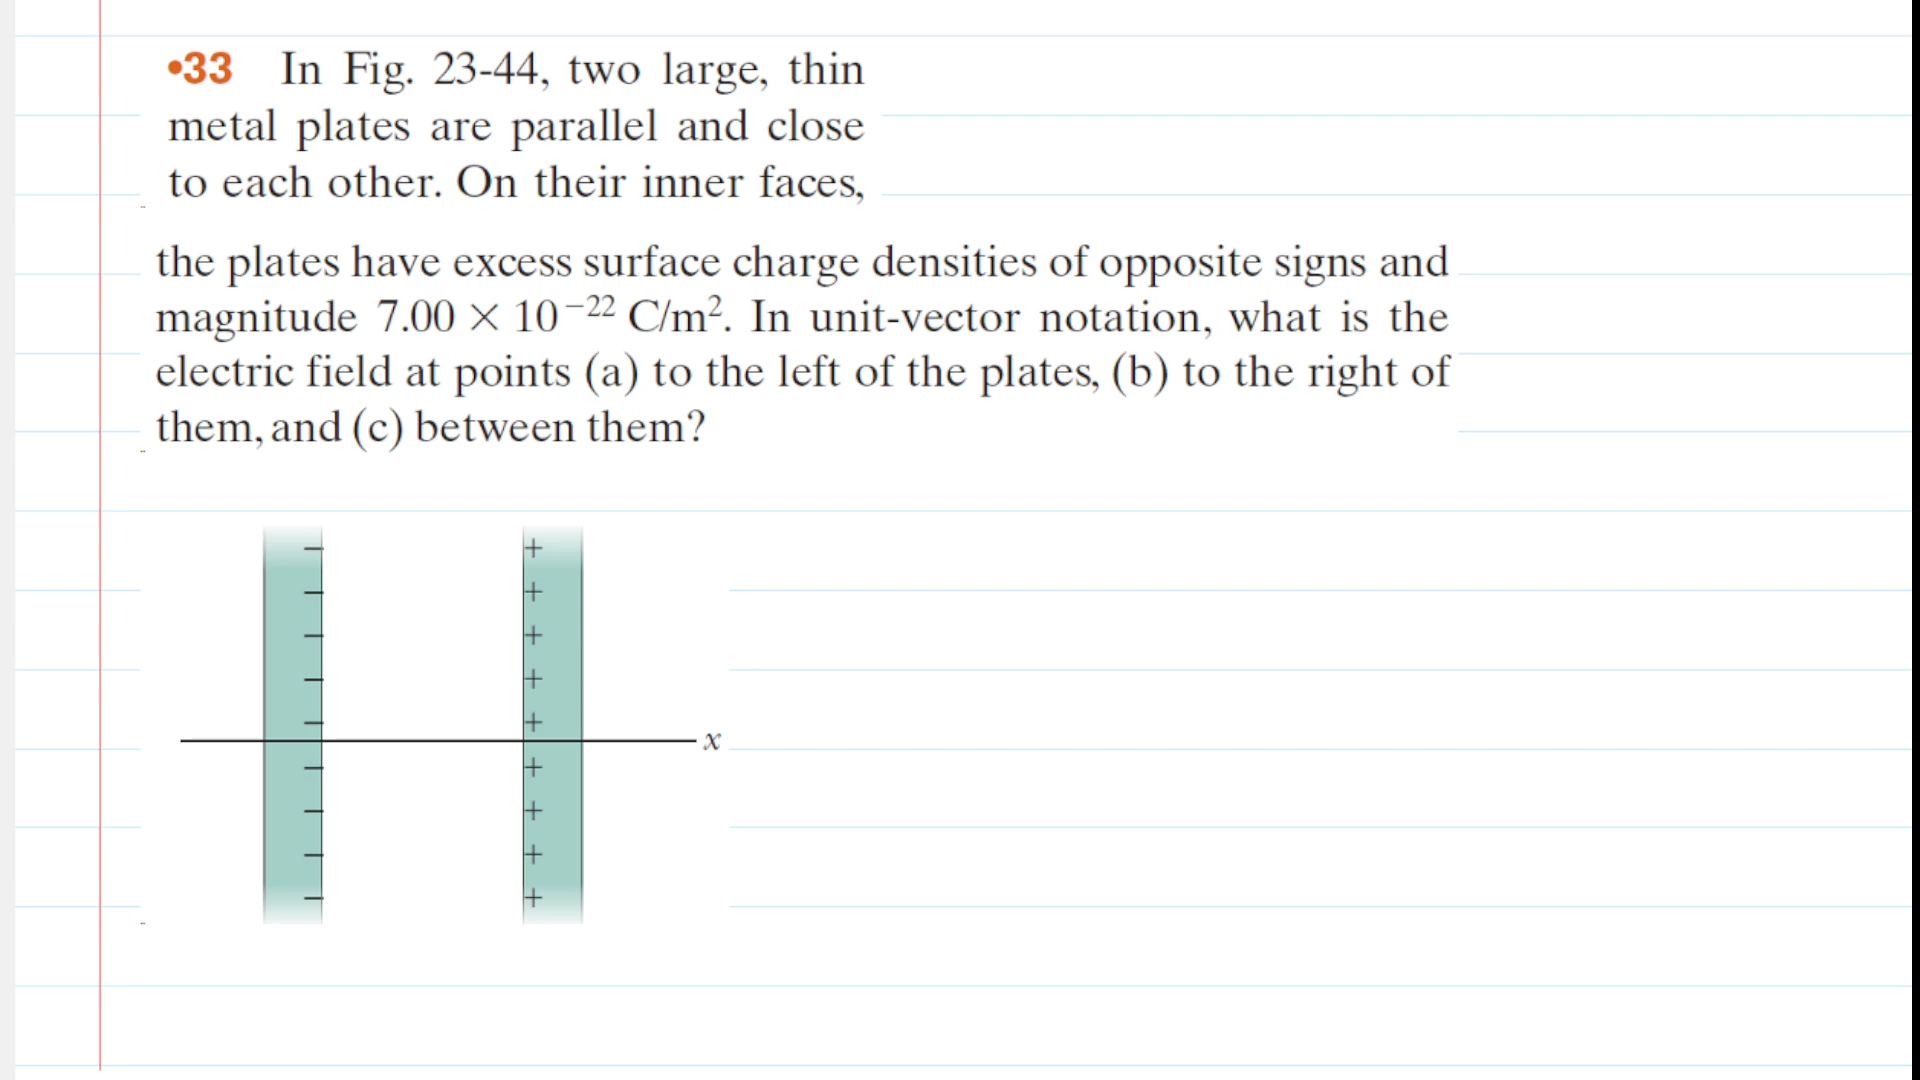 •33 In Fig. 23-44, two large, thin
metal plates are parallel and close
to each other. On their inner faces,
the plates have excess surface charge densities of opposite signs and
magnitude 7.00 × 10⁻²² C/m². In unit-vector notation, what is the
electric field at points (a) to the left of the plates, (b) to the right of
them, and (c) between them?
− +
− +
− +
− +
− +
x
− +
− +
− +
− +